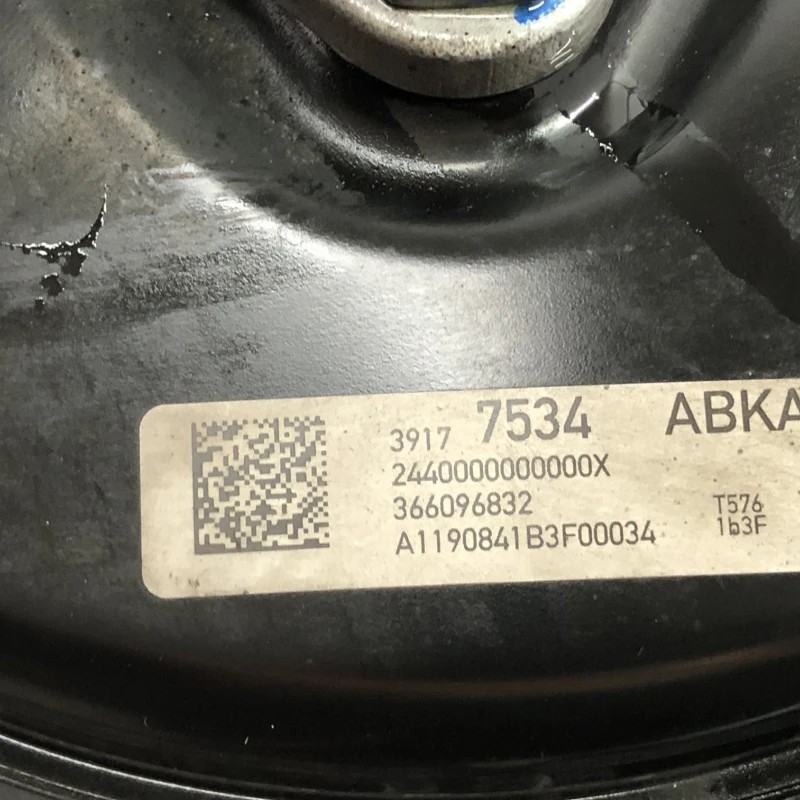 3917 7534 ABKA
2440000000000X
366096832 T576
A1190841B3F00034 1b3F